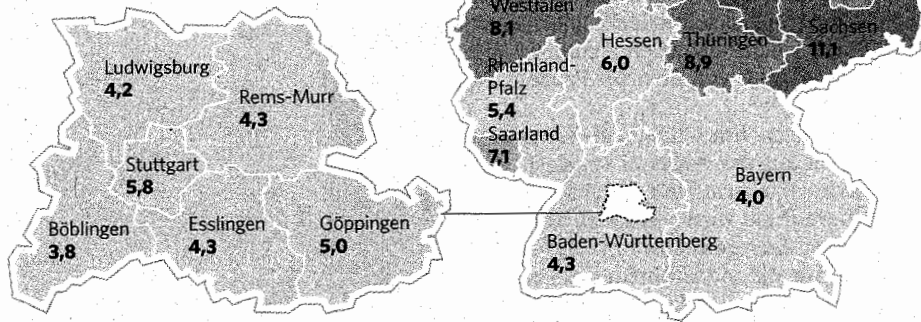 Ludwigsburg
4,2
Rems-Murr
4,3
Stuttgart
5,8
Böblingen
3,8
Esslingen
4,3
Göppingen
5,0
Westfalen
8,1
Hessen
6,0
Thüringen
8,9
Sachsen
11,1
Rheinland-
Pfalz
5,4
Saarland
7,1
Bayern
4,0
Baden-Württemberg
4,3